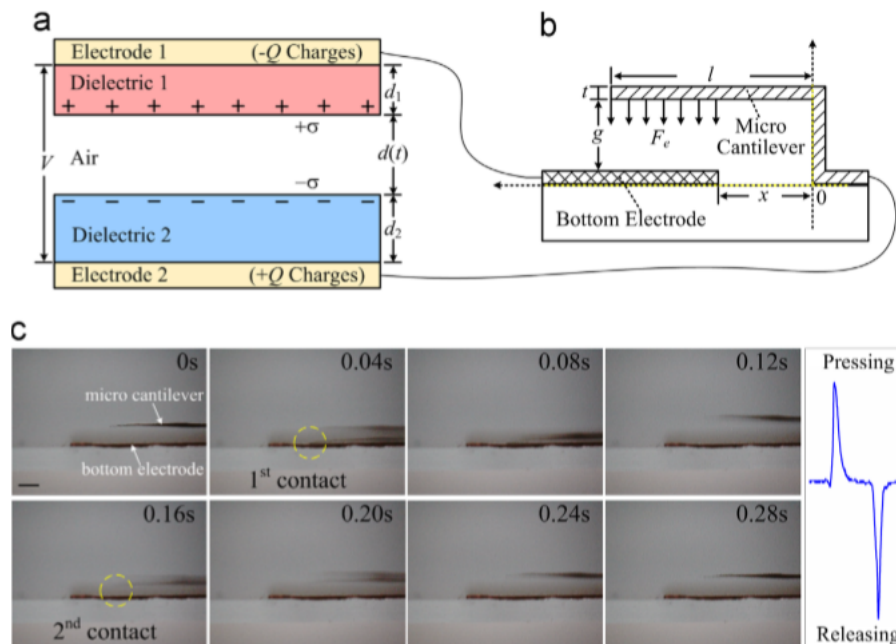 a
Electrode 1 (-Q Charges)
Dielectric 1
+ + + + + + + +
d₁
+σ
V
Air
d(t)
−σ
− − − − − − − −
Dielectric 2
d₂
Electrode 2 (+Q Charges)
b
l
t
g
Fₑ
Micro
Cantilever
x
0
Bottom Electrode
c
0s
micro cantilever
bottom electrode
0.04s
1st contact
0.08s
0.12s
0.16s
2nd contact
0.20s
0.24s
0.28s
Pressing
Releasing